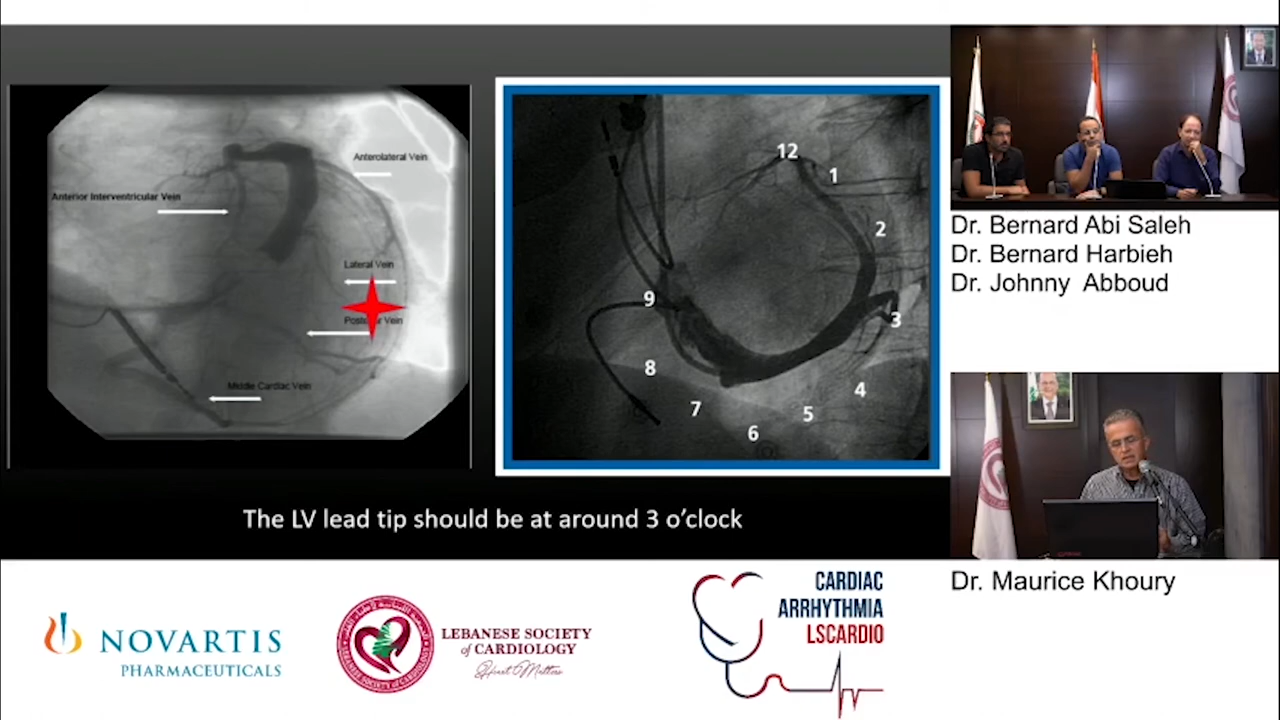 Anterolateral Vein
Anterior Interventricular Vein
Lateral Vein
Vein
Middle Cardiac Vein
12
1
2
9
3
8
4
7
5
6
The LV lead tip should be at around 3 o'clock
Dr. Bernard Abi Saleh
Dr. Bernard Harbieh
Dr. Johnny Abboud
Dr. Maurice Khoury
NOVARTIS
PHARMACEUTICALS
LEBANESE SOCIETY
of CARDIOLOGY
Heart Matters
CARDIAC
ARRHYTHMIA
LSCARDIO